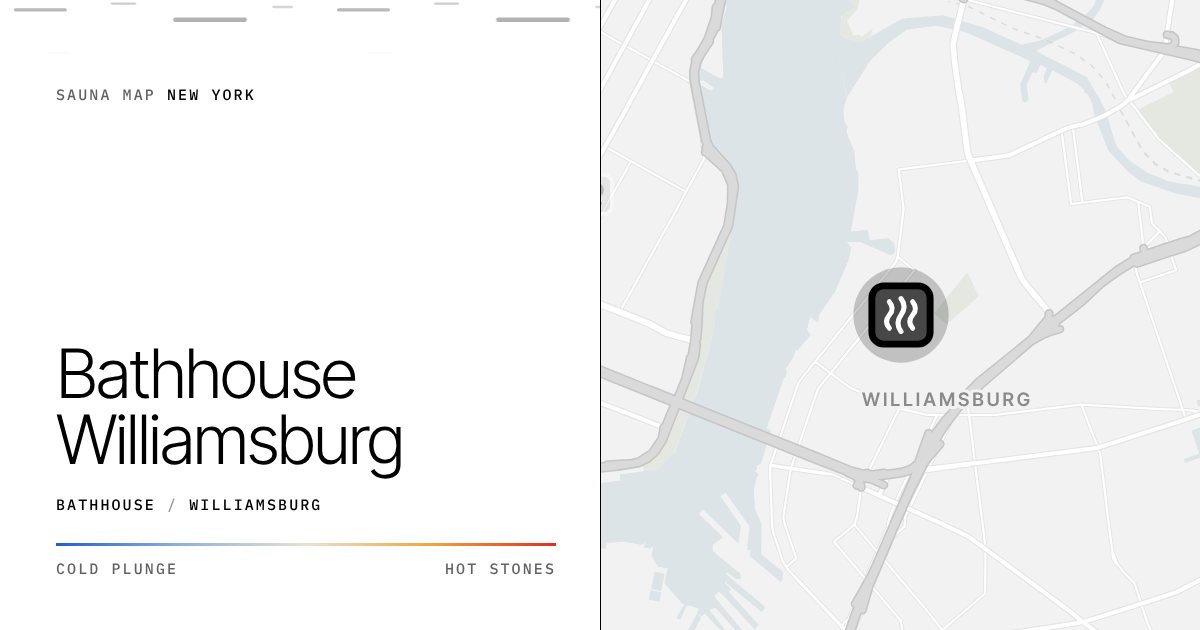 SAUNA MAP NEW YORK
Bathhouse
Williamsburg
BATHHOUSE / WILLIAMSBURG
COLD PLUNGE
HOT STONES
WILLIAMSBURG